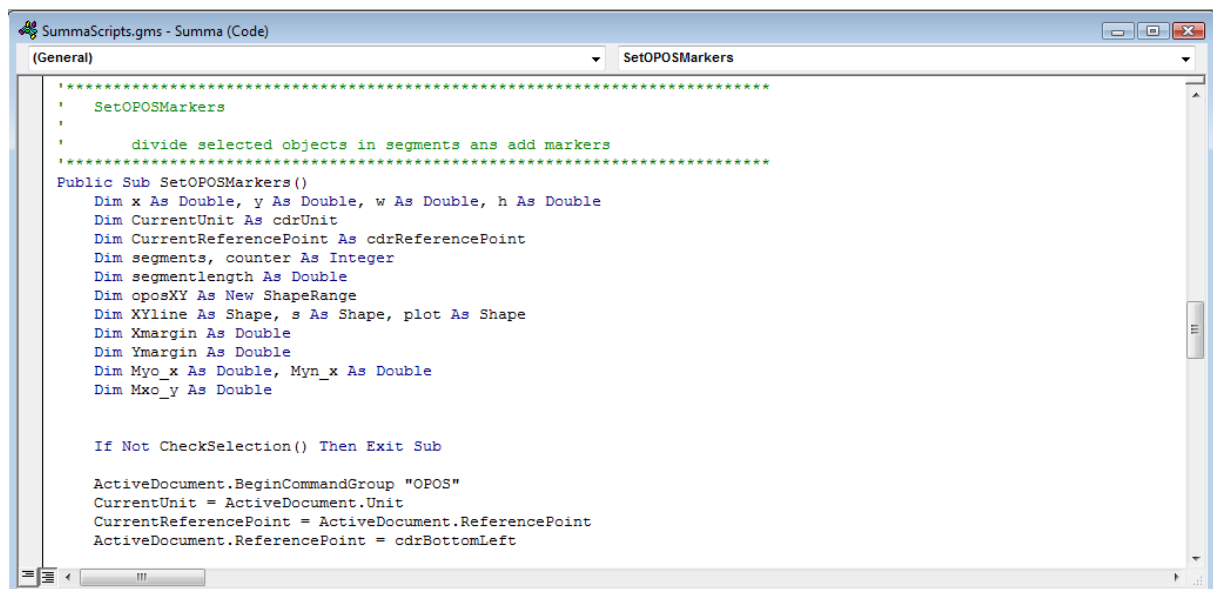 SummaScripts.gms - Summa (Code)
(General) SetOPOSMarkers
'***************************************************************************
'   SetOPOSMarkers
'
'       divide selected objects in segments ans add markers
'***************************************************************************
Public Sub SetOPOSMarkers()
    Dim x As Double, y As Double, w As Double, h As Double
    Dim CurrentUnit As cdrUnit
    Dim CurrentReferencePoint As cdrReferencePoint
    Dim segments, counter As Integer
    Dim segmentlength As Double
    Dim oposXY As New ShapeRange
    Dim XYline As Shape, s As Shape, plot As Shape
    Dim Xmargin As Double
    Dim Ymargin As Double
    Dim Myo_x As Double, Myn_x As Double
    Dim Mxo_y As Double
    If Not CheckSelection() Then Exit Sub
    ActiveDocument.BeginCommandGroup "OPOS"
    CurrentUnit = ActiveDocument.Unit
    CurrentReferencePoint = ActiveDocument.ReferencePoint
    ActiveDocument.ReferencePoint = cdrBottomLeft